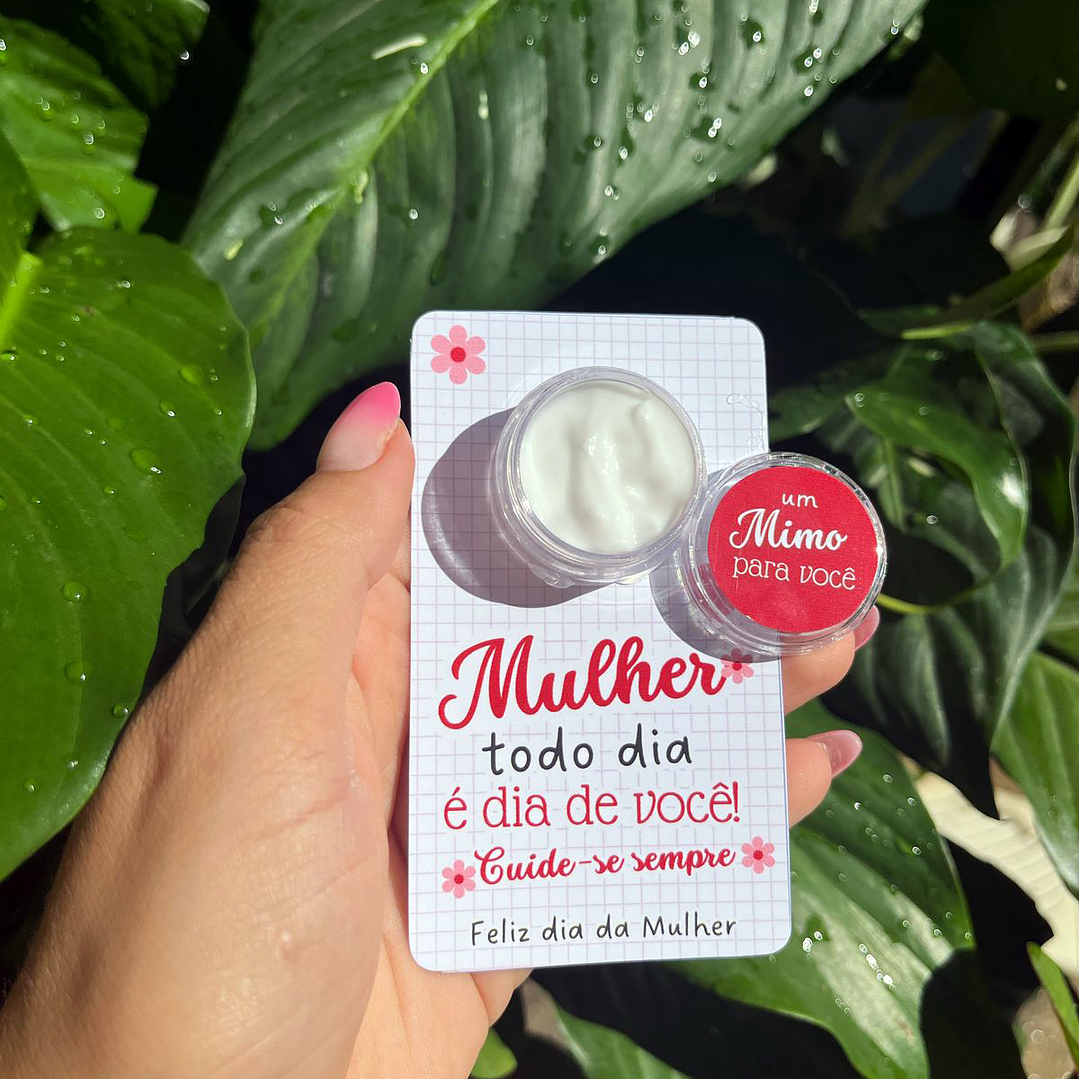 um
Mimo
para você
Mulher
todo dia
é dia de você!
Cuide-se sempre
Feliz dia da Mulher